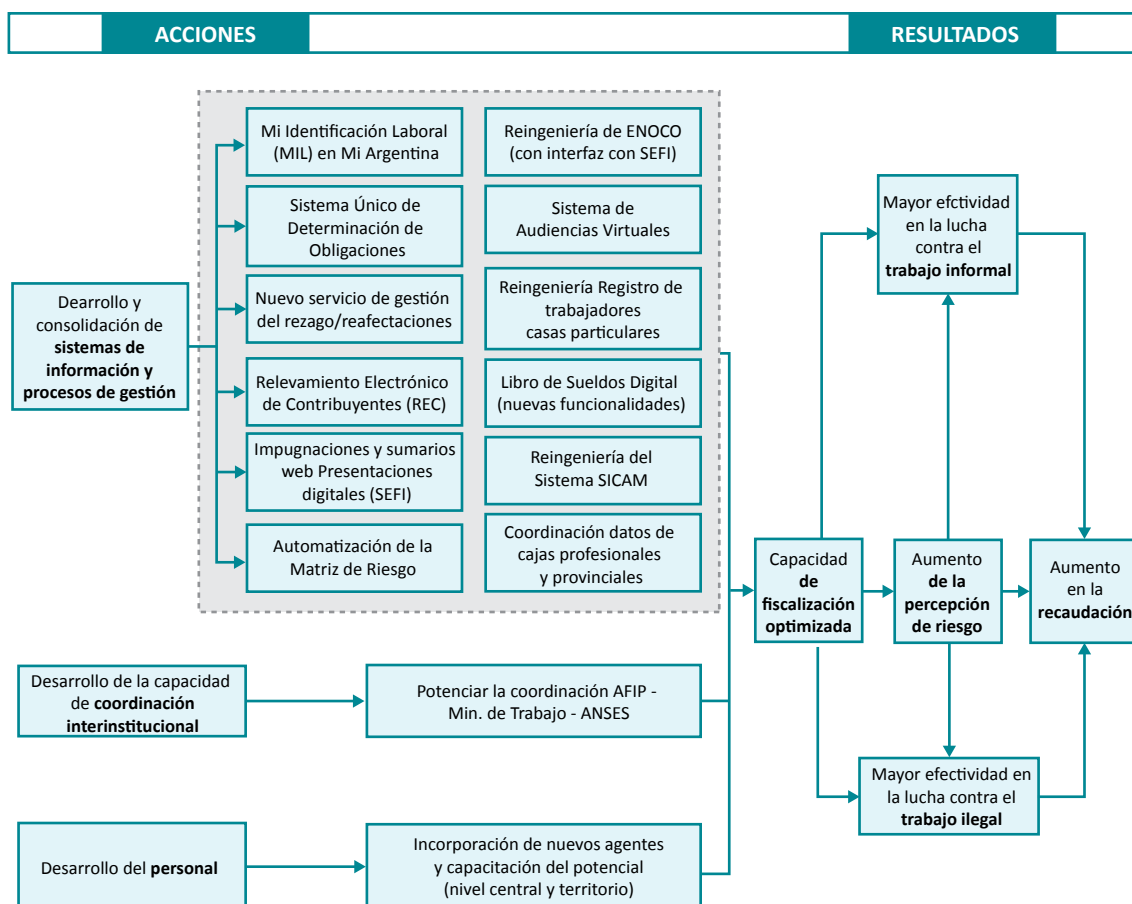 ACCIONES
RESULTADOS
Mi Identificación Laboral
(MIL) en Mi Argentina
Reingeniería de ENOCO
(con interfaz con SEFI)
Sistema Único de
Determinación de
Obligaciones
Sistema de
Audiencias Virtuales
Nuevo servicio de gestión
del rezago/reafectaciones
Reingeniería Registro de
trabajadores
casas particulares
Relevamiento Electrónico
de Contribuyentes (REC)
Libro de Sueldos Digital
(nuevas funcionalidades)
Impugnaciones y sumarios
web Presentaciones
digitales (SEFI)
Reingeniería del
Sistema SICAM
Automatización de la
Matriz de Riesgo
Coordinación datos de
cajas profesionales
y provinciales
Dearrollo y
consolidación de
sistemas de
información y
procesos de gestión
Desarrollo de la capacidad
de coordinación
interinstitucional
Potenciar la coordinación AFIP -
Min. de Trabajo - ANSES
Desarrollo del personal
Incorporación de nuevos agentes
y capacitación del potencial
(nivel central y territorio)
Capacidad
de
fiscalización
optimizada
Mayor efctividad
en la lucha
contra el
trabajo informal
Aumento
de la
percepción
de riesgo
Aumento
en la
recaudación
Mayor efectividad en
la lucha contra el
trabajo ilegal